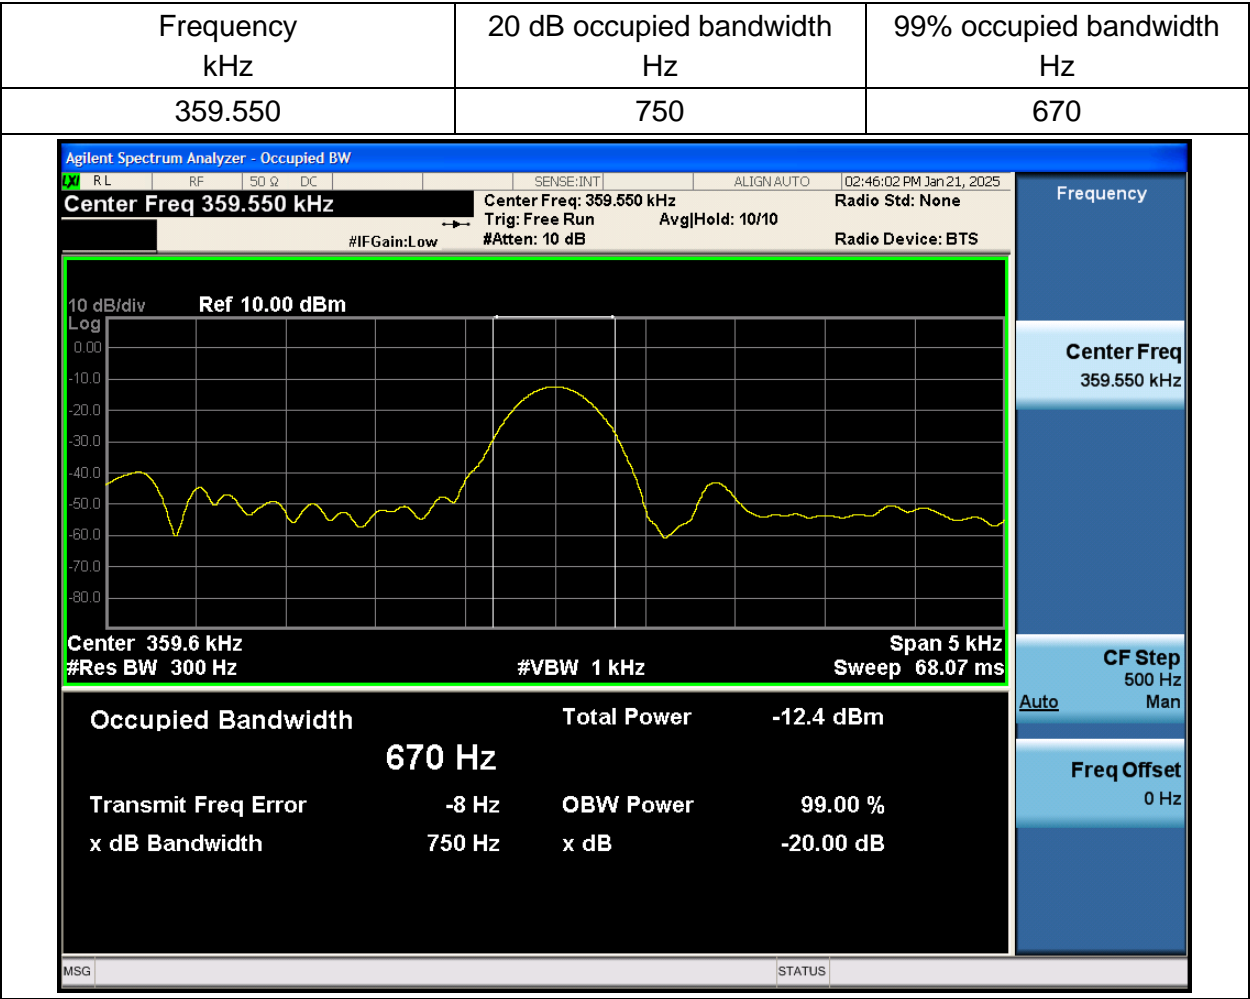 Frequency
kHz
20 dB occupied bandwidth
Hz
99% occupied bandwidth
Hz
359.550
750
670
Agilent Spectrum Analyzer - Occupied BW
LXI RL RF 50 Ω DC SENSE:INT ALIGN AUTO 02:46:02 PM Jan 21, 2025
Center Freq 359.550 kHz
Center Freq: 359.550 kHz
Radio Std: None
Trig: Free Run Avg|Hold: 10/10
#IFGain:Low
#Atten: 10 dB
Radio Device: BTS
10 dB/div Ref 10.00 dBm
Log
0.00
-10.0
-20.0
-30.0
-40.0
-50.0
-60.0
-70.0
-80.0
Center 359.6 kHz Span 5 kHz
#Res BW 300 Hz #VBW 1 kHz Sweep 68.07 ms
Occupied Bandwidth Total Power -12.4 dBm
670 Hz
Transmit Freq Error -8 Hz OBW Power 99.00 %
x dB Bandwidth 750 Hz x dB -20.00 dB
Frequency
Center Freq
359.550 kHz
CF Step
500 Hz
Auto Man
Freq Offset
0 Hz
MSG STATUS